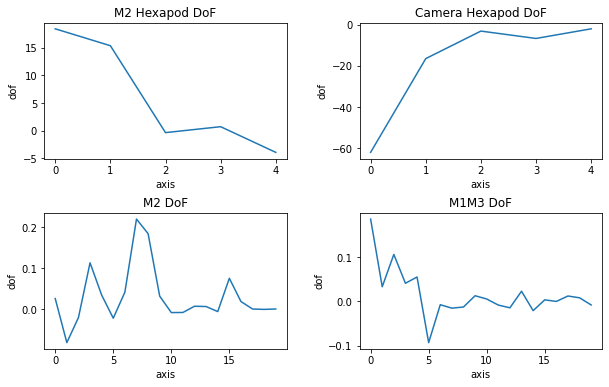 M2 Hexapod DoF
15
10
5
0
−5
dof
0 1 2 3 4
axis
Camera Hexapod DoF
0
−20
−40
−60
dof
0 1 2 3 4
axis
M2 DoF
0.2
0.1
0.0
dof
0 5 10 15
axis
M1M3 DoF
0.1
0.0
−0.1
dof
0 5 10 15
axis